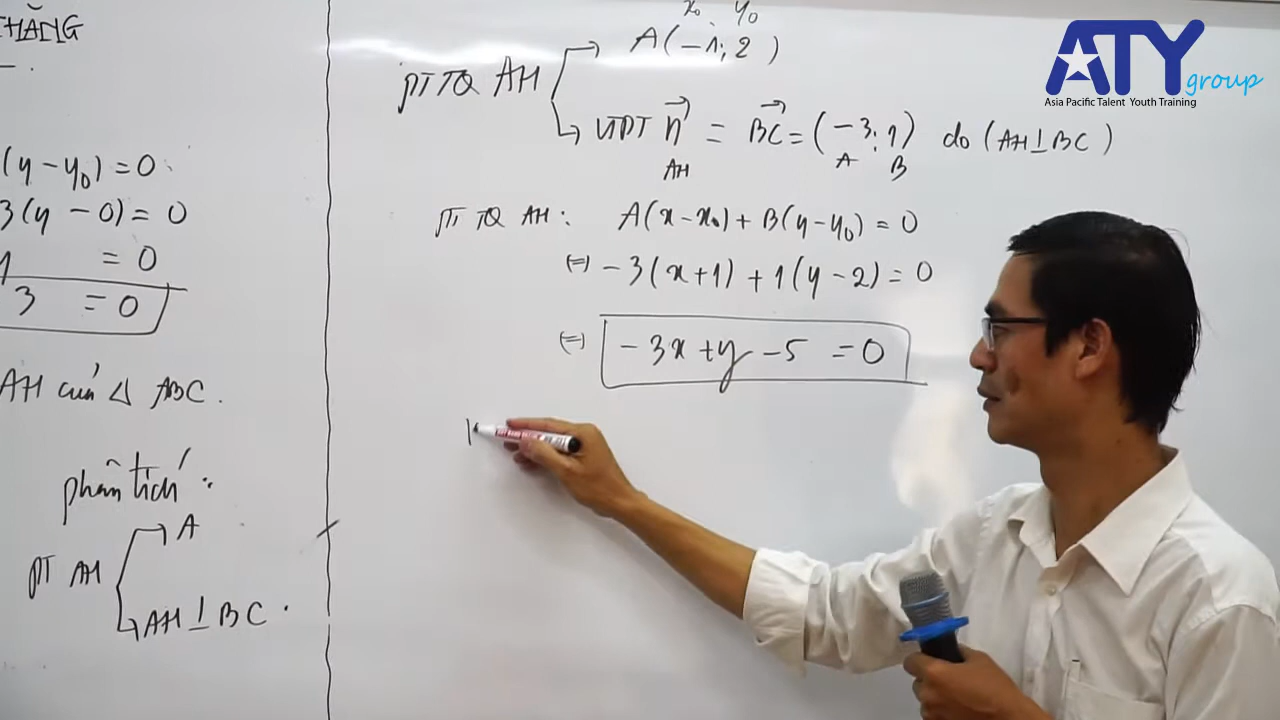 THẲNG
(y-y₀)=0
3(y-0)=0
=0
3 =0
AH của Δ ABC.
phân tích:
PT AH
A
AH⊥BC.
x₀ y₀
A(-1;2)
PT TQ AH
VTPT n⃗ = BC⃗ = (-3;1) do (AH⊥BC)
AH A B
PT TQ AH: A(x-x₀)+B(y-y₀)=0
(=) -3(x+1)+1(y-2)=0
(=) -3x+y-5=0
ATY group
Asia Pacific Talent Youth Training